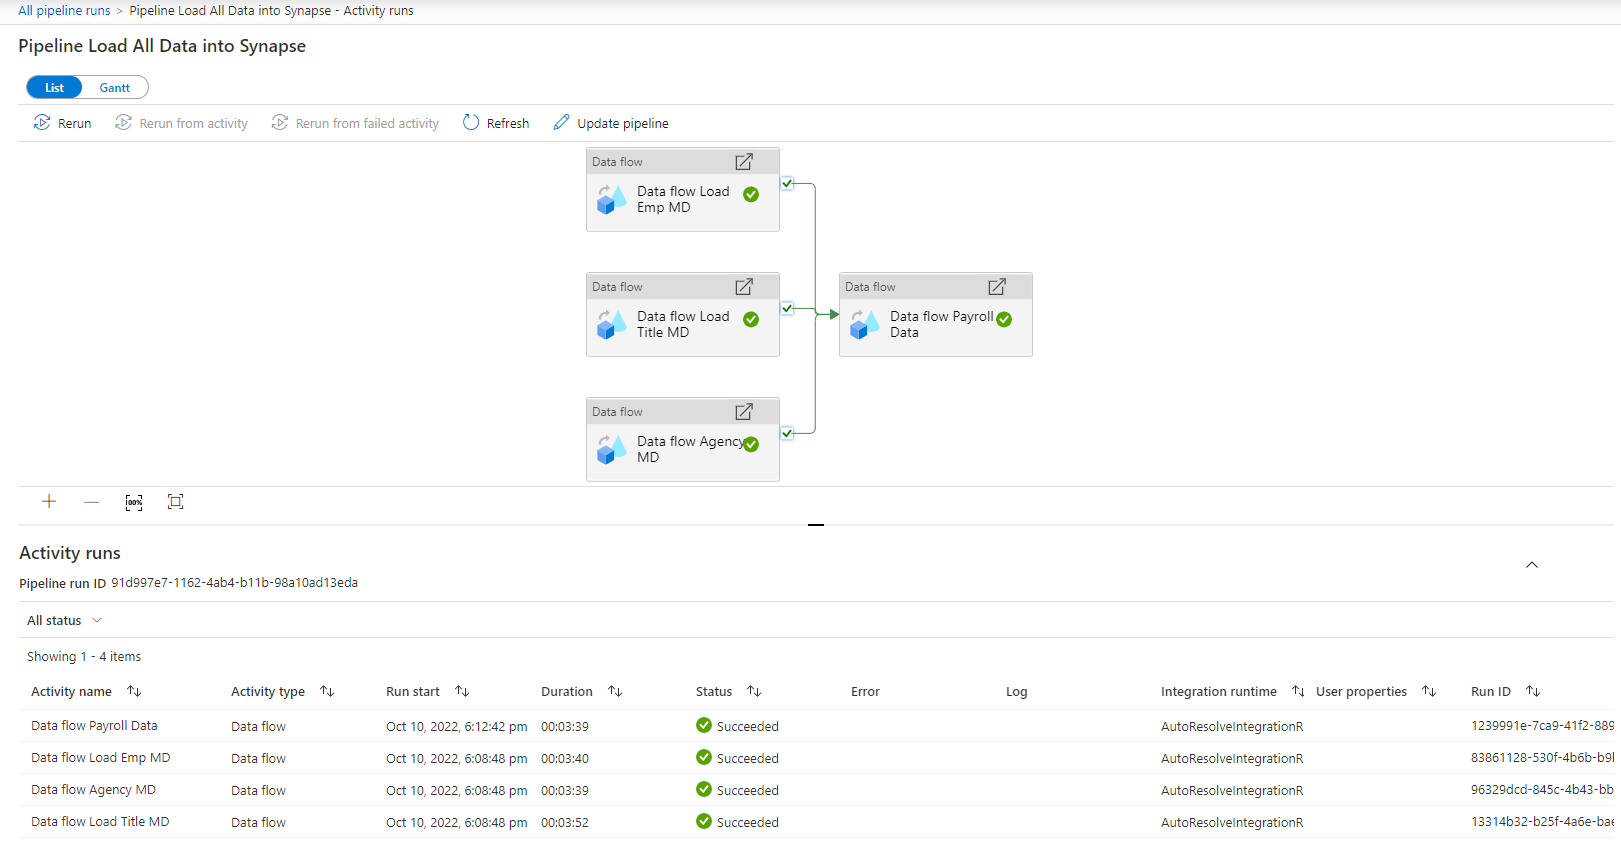 All pipeline runs > Pipeline Load All Data into Synapse - Activity runs
Pipeline Load All Data into Synapse
List Gantt
Rerun Rerun from activity Rerun from failed activity Refresh Update pipeline
Data flow
Data flow Load
Emp MD
Data flow
Data flow Load
Title MD
Data flow
Data flow Payroll
Data
Data flow
Data flow Agency
MD
100%
Activity runs
Pipeline run ID 91d997e7-1162-4ab4-b11b-98a10ad13eda
All status
Showing 1 - 4 items
Activity name Activity type Run start Duration Status Error Log Integration runtime User properties Run ID
Data flow Payroll Data Data flow Oct 10, 2022, 6:12:42 pm 00:03:39 Succeeded AutoResolveIntegrationR 1239991e-7ca9-41f2-889
Data flow Load Emp MD Data flow Oct 10, 2022, 6:08:48 pm 00:03:40 Succeeded AutoResolveIntegrationR 83861128-530f-4b6b-b9
Data flow Agency MD Data flow Oct 10, 2022, 6:08:48 pm 00:03:39 Succeeded AutoResolveIntegrationR 96329dcd-845c-4b43-bb
Data flow Load Title MD Data flow Oct 10, 2022, 6:08:48 pm 00:03:52 Succeeded AutoResolveIntegrationR 13314b32-b25f-4a6e-bae